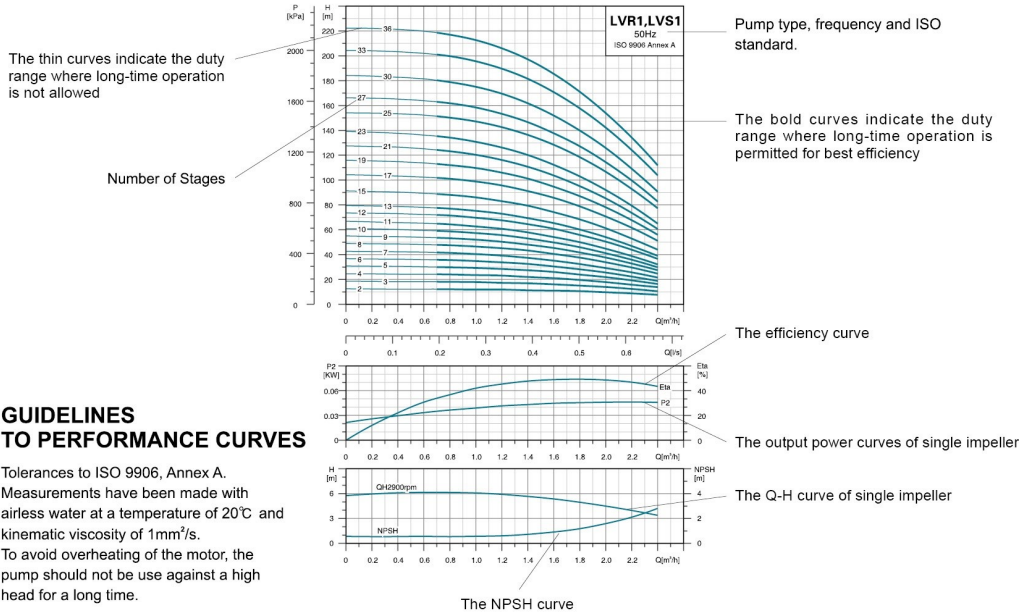 P
[kPa]
H
[m]
LVR1,LVS1
50Hz
ISO 9906 Annex A
Pump type, frequency and ISO
standard.
The thin curves indicate the duty
range where long-time operation
is not allowed
The bold curves indicate the duty
range where long-time operation is
permitted for best efficiency
Number of Stages
2000
1600
1200
800
400
0
220
200
180
160
140
120
100
80
60
40
20
0
36
33
30
27
25
23
21
19
17
15
13
12
11
10
9
8
7
6
5
4
3
2
0 0.2 0.4 0.6 0.8 1.0 1.2 1.4 1.6 1.8 2.0 2.2 Q[m³/h]
0 0.1 0.2 0.3 0.4 0.5 0.6 Q[l/s]
The efficiency curve
P2
[KW]
0.06
0.03
0
Eta
[%]
40
20
0
Eta
P2
0 0.2 0.4 0.6 0.8 1.0 1.2 1.4 1.6 1.8 2.0 2.2 Q[m³/h]
The output power curves of single impeller
H
[m]
6
3
0
NPSH
[m]
4
2
0
QH2900rpm
NPSH
0 0.2 0.4 0.6 0.8 1.0 1.2 1.4 1.6 1.8 2.0 2.2 Q[m³/h]
The Q-H curve of single impeller
The NPSH curve
GUIDELINES
TO PERFORMANCE CURVES
Tolerances to ISO 9906, Annex A.
Measurements have been made with
airless water at a temperature of 20℃ and
kinematic viscosity of 1mm²/s.
To avoid overheating of the motor, the
pump should not be use against a high
head for a long time.